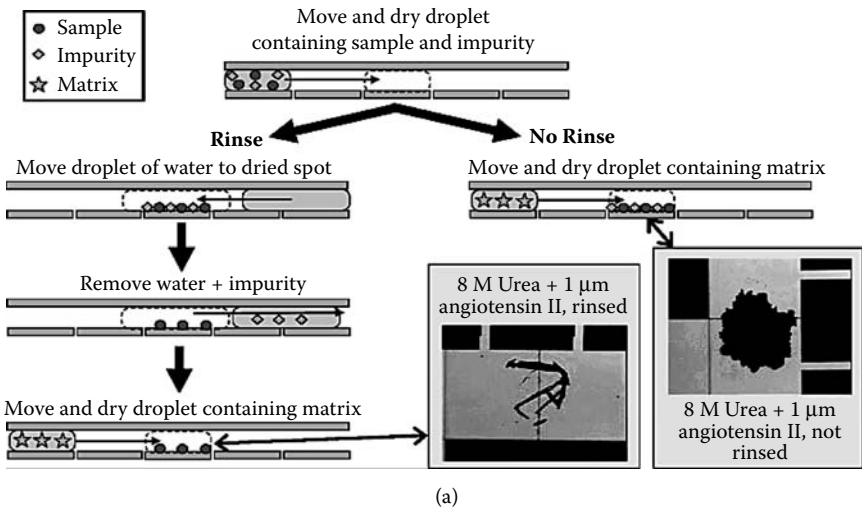 Sample
Impurity
Matrix
Move and dry droplet
containing sample and impurity
Rinse
No Rinse
Move droplet of water to dried spot
Move and dry droplet containing matrix
Remove water + impurity
8 M Urea + 1 μm
angiotensin II, rinsed
Move and dry droplet containing matrix
8 M Urea + 1 μm
angiotensin II, not
rinsed
(a)